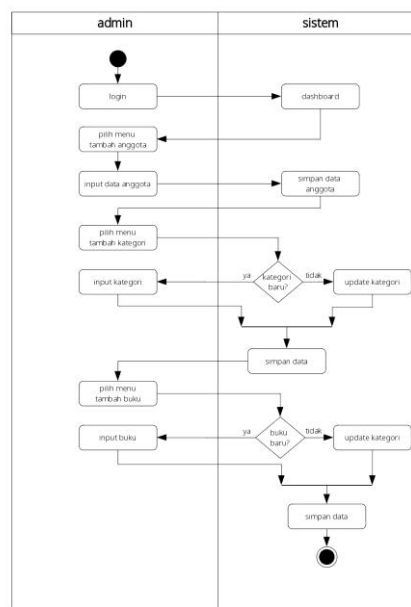 admin
sistem
login
dashboard
pilih menu
tambah anggota
input data anggota
simpan data
anggota
pilih menu
tambah kategori
input kategori
ya
kategori
baru?
tidak
update kategori
simpan data
pilih menu
tambah buku
input buku
ya
buku
baru?
tidak
update kategori
simpan data